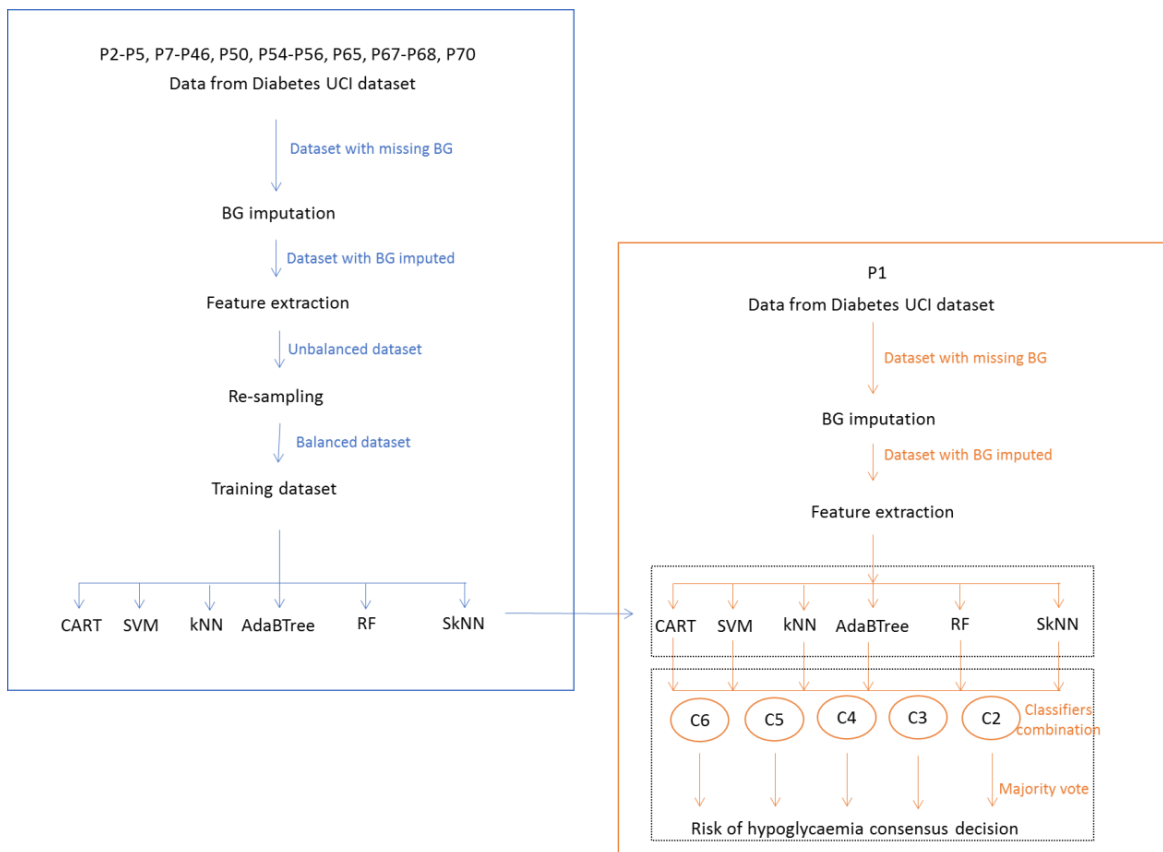 P2-P5, P7-P46, P50, P54-P56, P65, P67-P68, P70
Data from Diabetes UCI dataset
Dataset with missing BG
BG imputation
Dataset with BG imputed
Feature extraction
Unbalanced dataset
Re-sampling
Balanced dataset
Training dataset
CART SVM kNN AdaBTree RF SkNN
P1
Data from Diabetes UCI dataset
Dataset with missing BG
BG imputation
Dataset with BG imputed
Feature extraction
CART SVM kNN AdaBTree RF SkNN
C6 C5 C4 C3 C2
Classifiers
combination
Majority vote
Risk of hypoglycaemia consensus decision